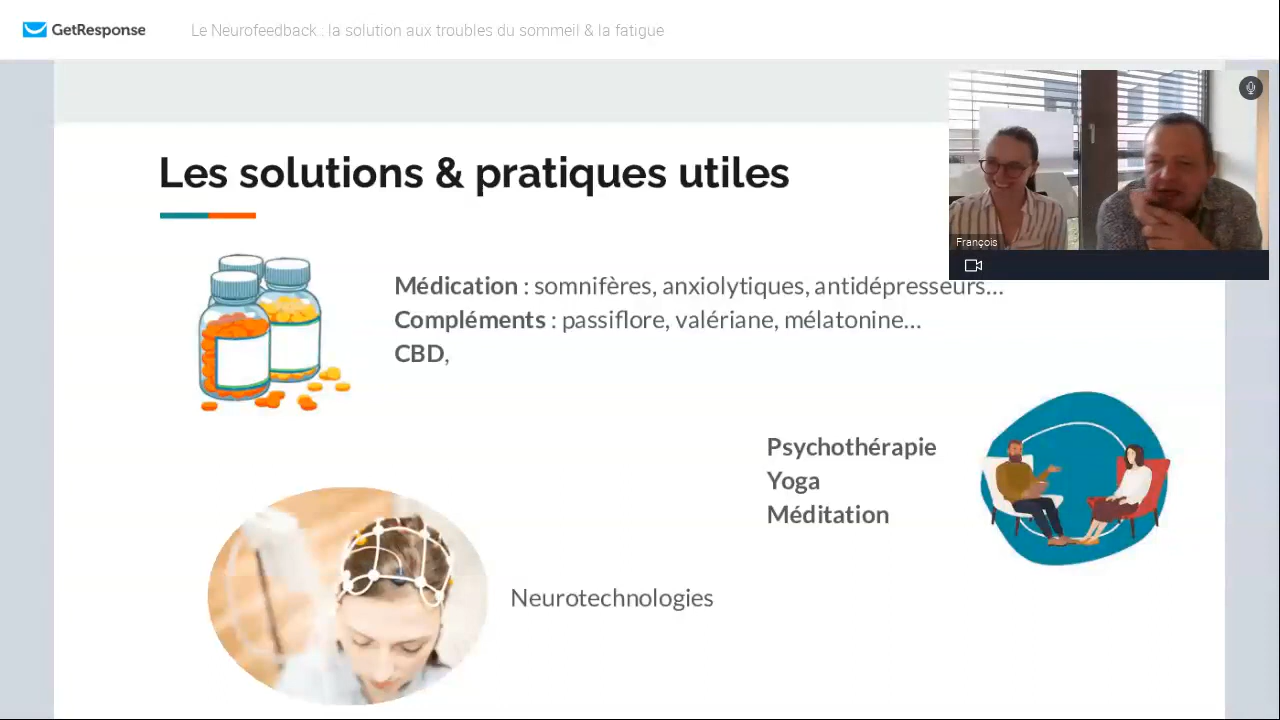 GetResponse
Le Neurofeedback : la solution aux troubles du sommeil & la fatigue
Les solutions & pratiques utiles
François
Médication : somnifères, anxiolytiques, antidépresseurs...
Compléments : passiflore, valériane, mélatonine...
CBD,
Psychothérapie
Yoga
Méditation
Neurotechnologies